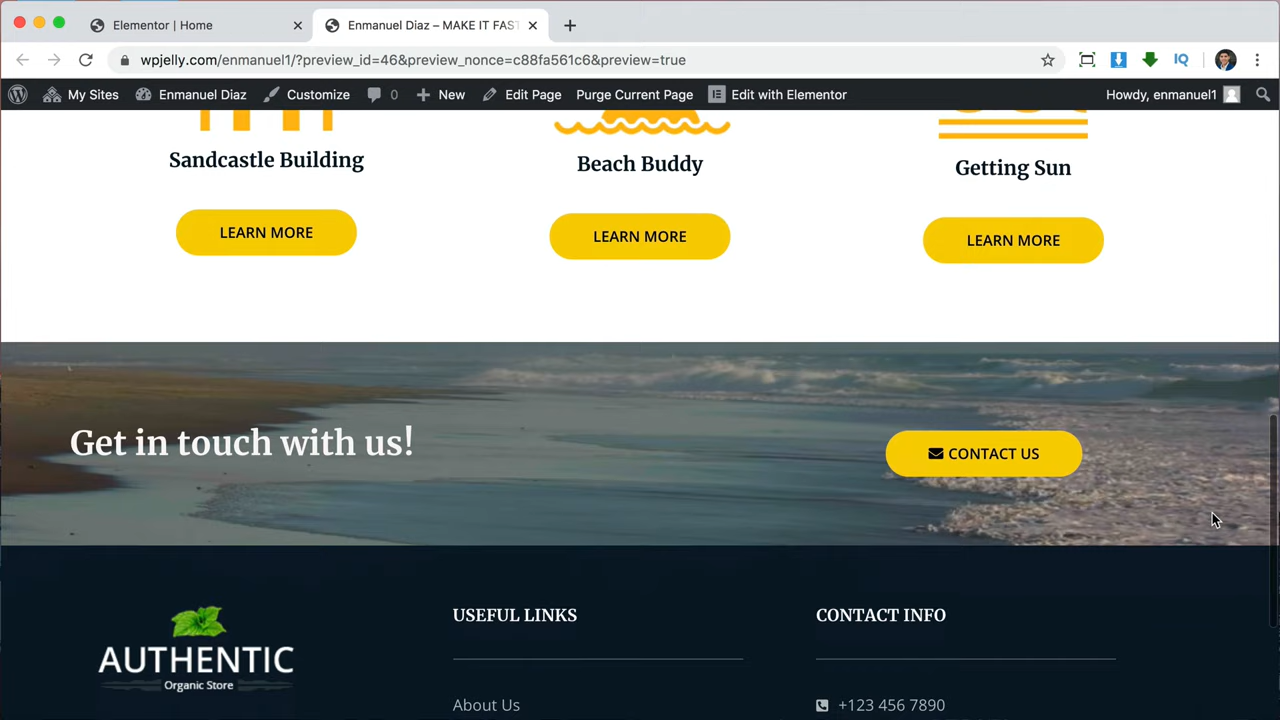 Elementor | Home
Enmanuel Diaz – MAKE IT FAST
wpjelly.com/enmanuel1/?preview_id=46&preview_nonce=c88fa561c6&preview=true
IQ
My Sites Enmanuel Diaz Customize 0 New Edit Page Purge Current Page Edit with Elementor Howdy, enmanuel1
Sandcastle Building
Beach Buddy
Getting Sun
LEARN MORE
LEARN MORE
LEARN MORE
Get in touch with us!
CONTACT US
AUTHENTIC
Organic Store
USEFUL LINKS
CONTACT INFO
About Us
+123 456 7890